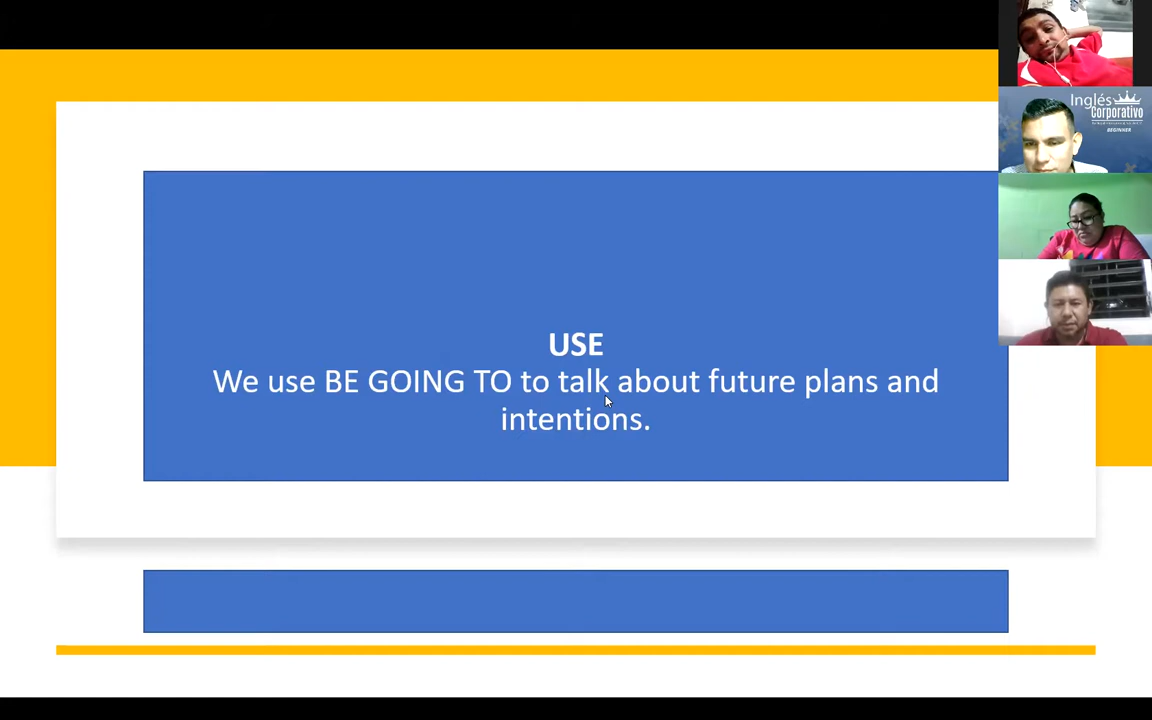 Inglés
Corporativo
BEGINNER
USE
We use BE GOING TO to talk about future plans and
intentions.